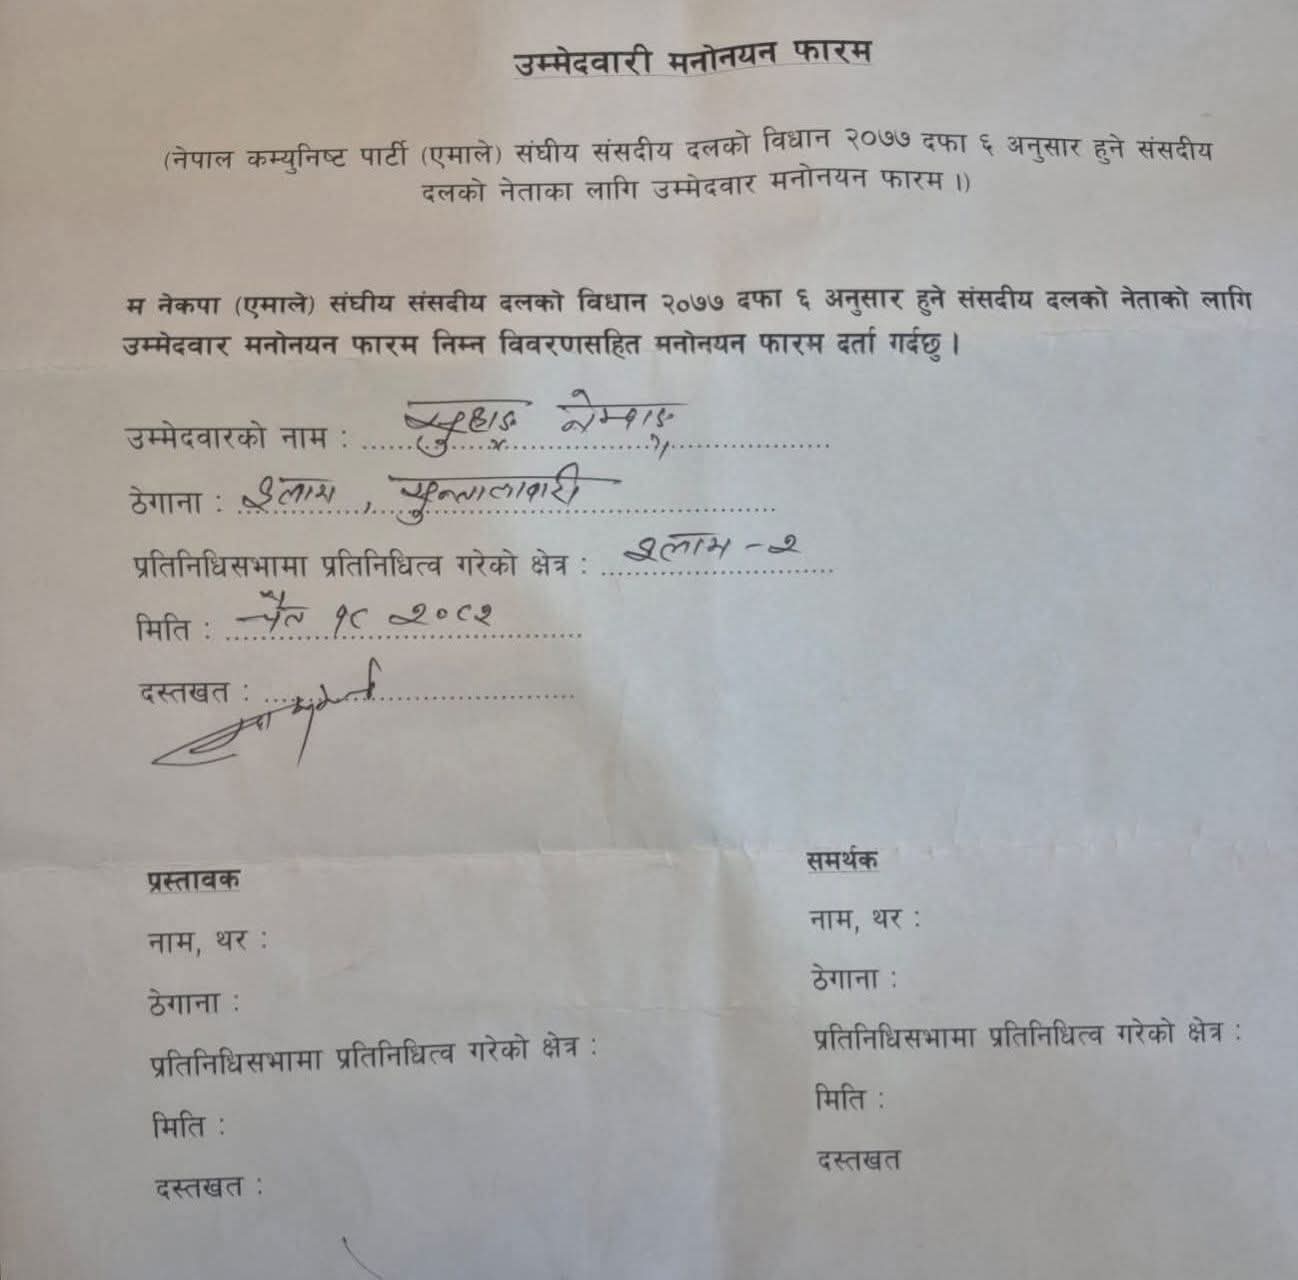 उम्मेदवारी मनोनयन फारम
(नेपाल कम्युनिष्ट पार्टी (एमाले) संघीय संसदीय दलको विधान २०७७ दफा ६ अनुसार हुने संसदीय
दलको नेताका लागि उम्मेदवार मनोनयन फारम ।)
म नेकपा (एमाले) संघीय संसदीय दलको विधान २०७७ दफा ६ अनुसार हुने संसदीय दलको नेताको लागि
उम्मेदवार मनोनयन फारम निम्न विवरणसहित मनोनयन फारम दर्ता गर्दछु ।
उम्मेदवारको नाम : सुहाङ नेम्वाङ
ठेगाना : इलाम, सुन्तालावारी
प्रतिनिधिसभामा प्रतिनिधित्व गरेको क्षेत्र : इलाम - २
मिति : चैत १८ २०८२
दस्तखत :
प्रस्तावक
नाम, थर :
ठेगाना :
प्रतिनिधिसभामा प्रतिनिधित्व गरेको क्षेत्र :
मिति :
दस्तखत :
समर्थक
नाम, थर :
ठेगाना :
प्रतिनिधिसभामा प्रतिनिधित्व गरेको क्षेत्र :
मिति :
दस्तखत